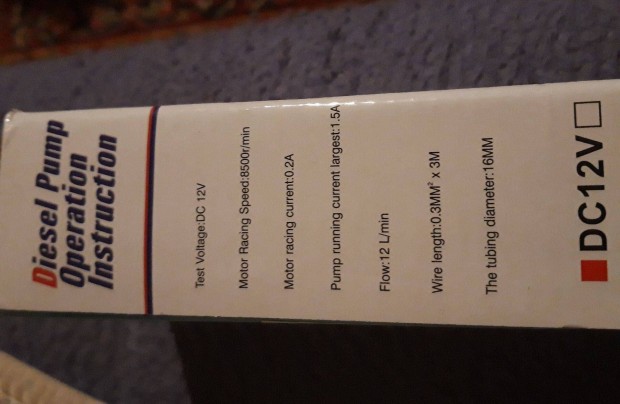 Diesel Pump
Operation
Instruction
Test Voltage:DC 12V
Motor Racing Speed:8500r/min
Motor racing current:0.2A
Pump running current largest:1.5A
Flow:12 L/min
Wire length:0.3MM² x 3M
The tubing diameter:16MM
DC12V